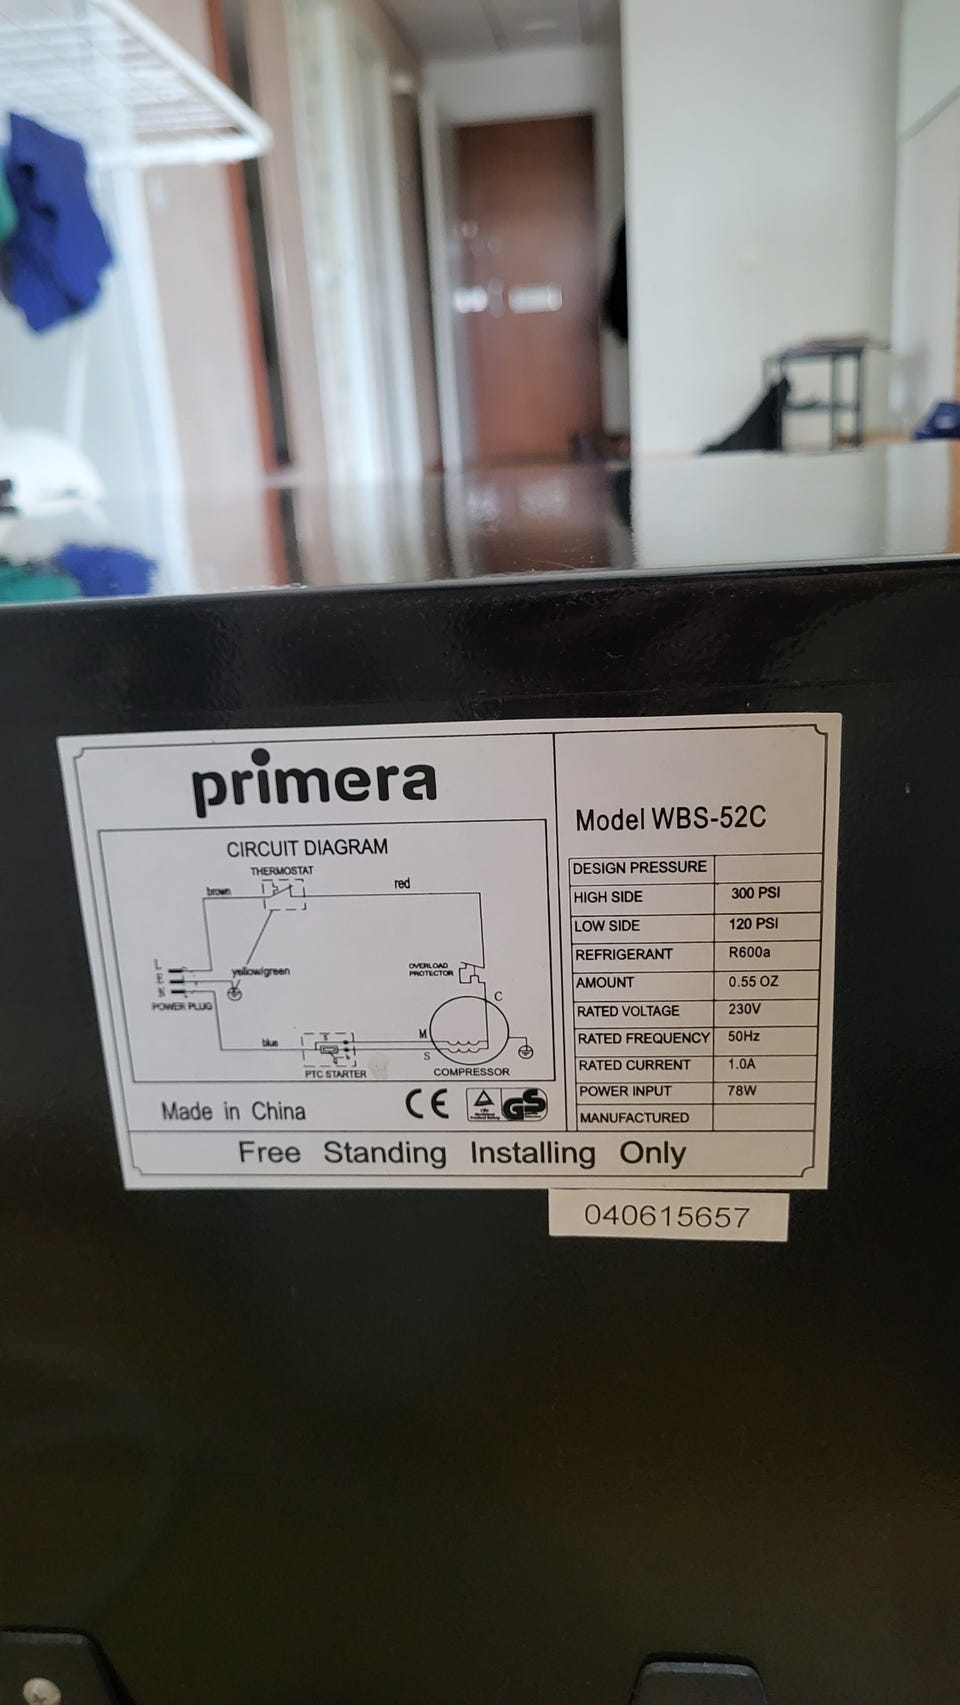 primera
CIRCUIT DIAGRAM
THERMOSTAT
brown
red
L
E
N
yellow/green
POWER PLUG
OVERLOAD
PROTECTOR
C
blue
M
S
PTC STARTER
COMPRESSOR
Made in China
CE
GS
Model WBS-52C
DESIGN PRESSURE
HIGH SIDE 300 PSI
LOW SIDE 120 PSI
REFRIGERANT R600a
AMOUNT 0.55 OZ
RATED VOLTAGE 230V
RATED FREQUENCY 50Hz
RATED CURRENT 1.0A
POWER INPUT 78W
MANUFACTURED
Free Standing Installing Only
040615657